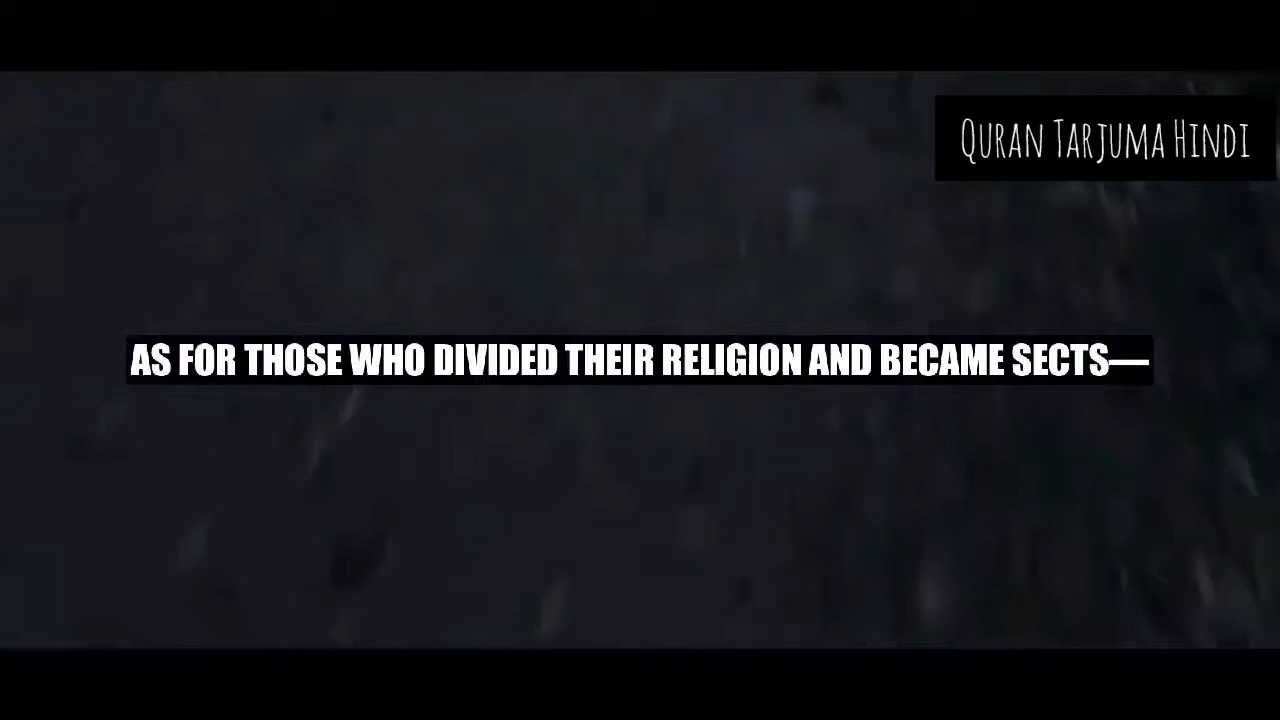 QURAN TARJUMA HINDI
AS FOR THOSE WHO DIVIDED THEIR RELIGION AND BECAME SECTS—